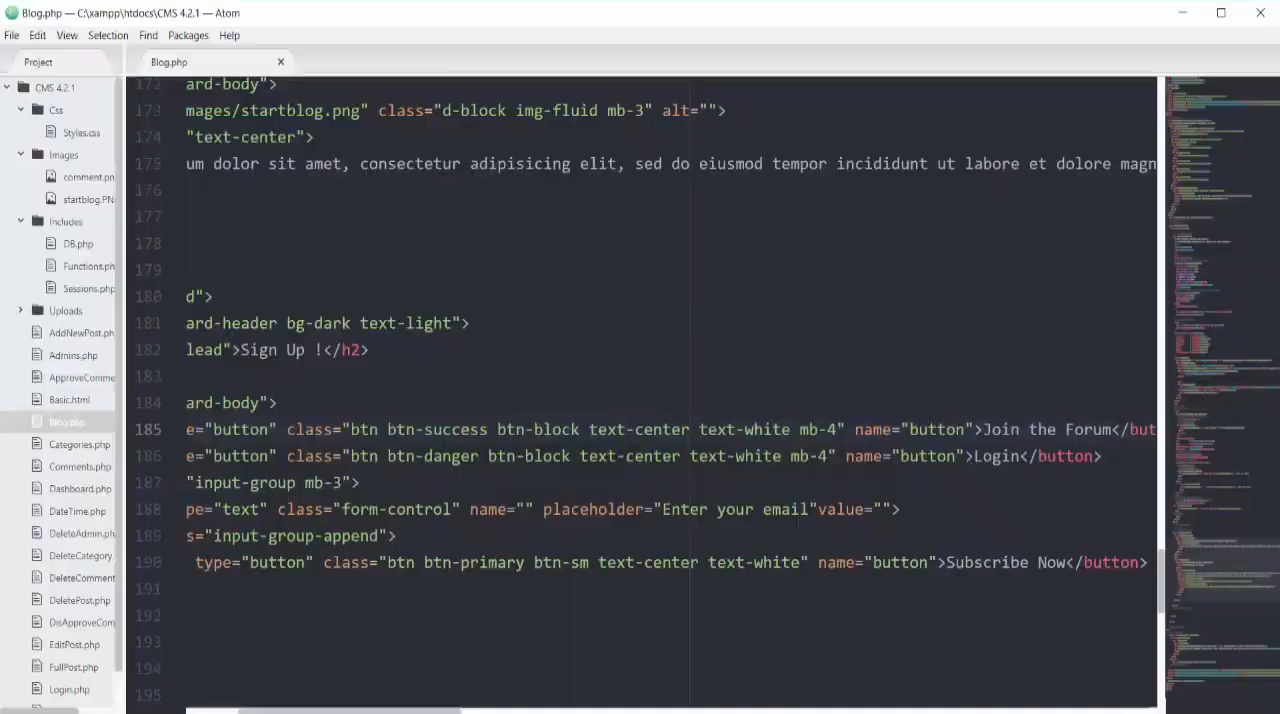 Blog.php — C:\xampp\htdocs\CMS 4.2.1 — Atom
File Edit View Selection Find Packages Help
Project
Blog.php
CMS 4.2.1
Css
Styles.css
Images
comment.pn
startblog.PN
Includes
DB.php
Functions.ph
Sessions.php
Uploads
AddNewPost.ph
Admins.php
ApproveComme
Basic.html
Blog.php
Categories.php
Comments.php
Dashboard.php
DateTime.php
DeleteAdmin.ph
DeleteCategory.
DeleteComment
DeletePost.php
DisApproveCom
EditPost.php
FullPost.php
Login.php
172 ard-body">
173 mages/startblog.png" class="d-block img-fluid mb-3" alt="">
174 "text-center">
175 um dolor sit amet, consectetur adipisicing elit, sed do eiusmod tempor incididunt ut labore et dolore magn
176
177
178
179
180 d">
181 ard-header bg-dark text-light">
182 lead">Sign Up !</h2>
183
184 ard-body">
185 e="button" class="btn btn-success btn-block text-center text-white mb-4" name="button">Join the Forum</but
186 e="button" class="btn btn-danger btn-block text-center text-white mb-4" name="button">Login</button>
187 "input-group mb-3">
188 pe="text" class="form-control" name="" placeholder="Enter your email"value="">
189 s="input-group-append">
190 type="button" class="btn btn-primary btn-sm text-center text-white" name="button">Subscribe Now</button>
191
192
193
194
195